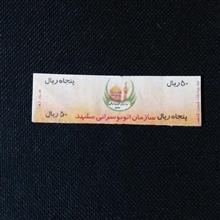 ۵۰ ریال پنجاه ریال
پنجاه ریال سازمان اتوبوسرانی مشهد ۵۰ ریال